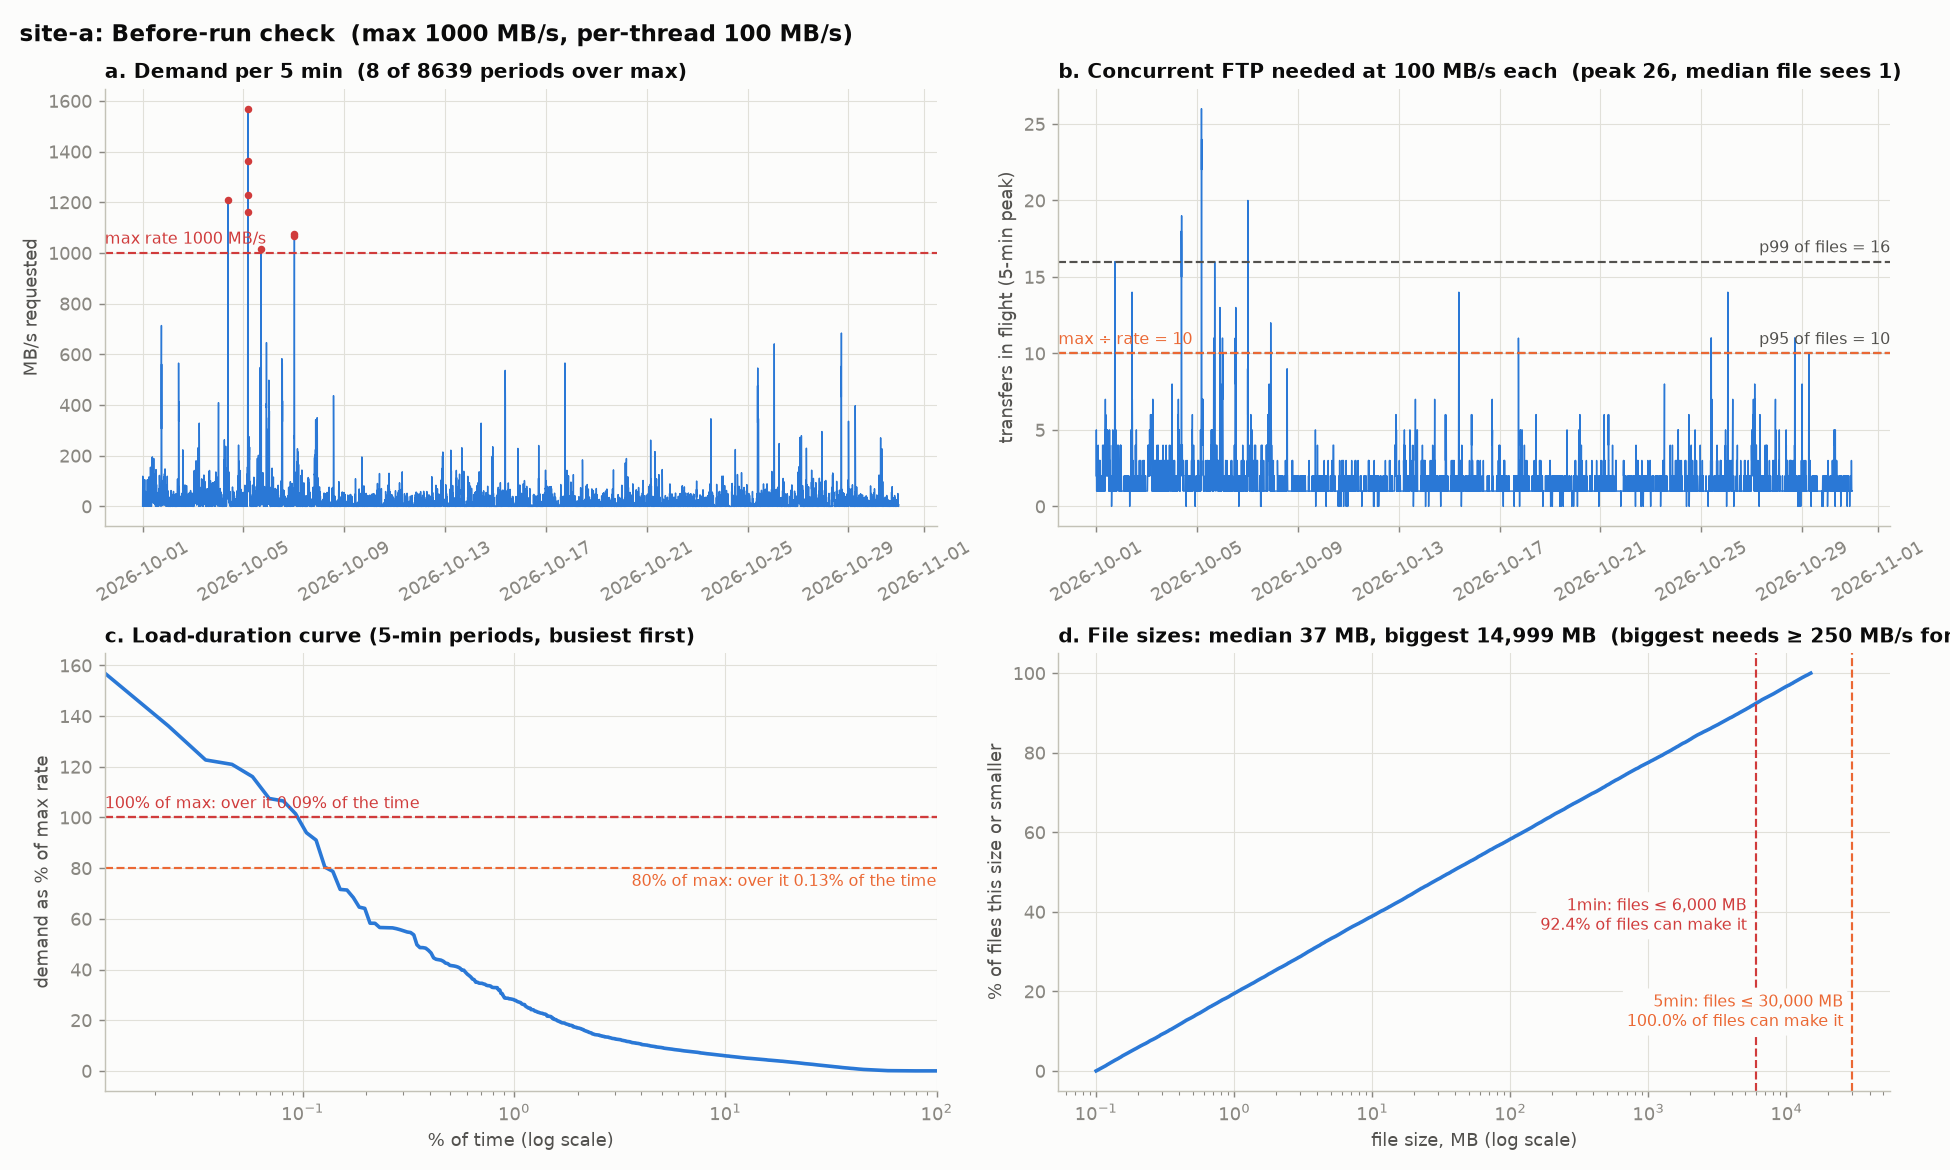 site-a: Before-run check  (max 1000 MB/s, per-thread 100 MB/s)
a. Demand per 5 min  (8 of 8639 periods over max)
MB/s requested
1600
1400
1200
1000
800
600
400
200
0
max rate 1000 MB/s
2026-10-01
2026-10-05
2026-10-09
2026-10-13
2026-10-17
2026-10-21
2026-10-25
2026-10-29
2026-11-01
b. Concurrent FTP needed at 100 MB/s each  (peak 26, median file sees 1)
transfers in flight (5-min peak)
25
20
15
10
5
0
p99 of files = 16
max ÷ rate = 10
p95 of files = 10
2026-10-01
2026-10-05
2026-10-09
2026-10-13
2026-10-17
2026-10-21
2026-10-25
2026-10-29
2026-11-01
c. Load-duration curve (5-min periods, busiest first)
demand as % of max rate
160
140
120
100
80
60
40
20
0
100% of max: over it 0.09% of the time
80% of max: over it 0.13% of the time
10⁻¹
10⁰
10¹
10²
% of time (log scale)
d. File sizes: median 37 MB, biggest 14,999 MB  (biggest needs ≥ 250 MB/s for
% of files this size or smaller
100
80
60
40
20
0
1min: files ≤ 6,000 MB
92.4% of files can make it
5min: files ≤ 30,000 MB
100.0% of files can make it
10⁻¹
10⁰
10¹
10²
10³
10⁴
file size, MB (log scale)